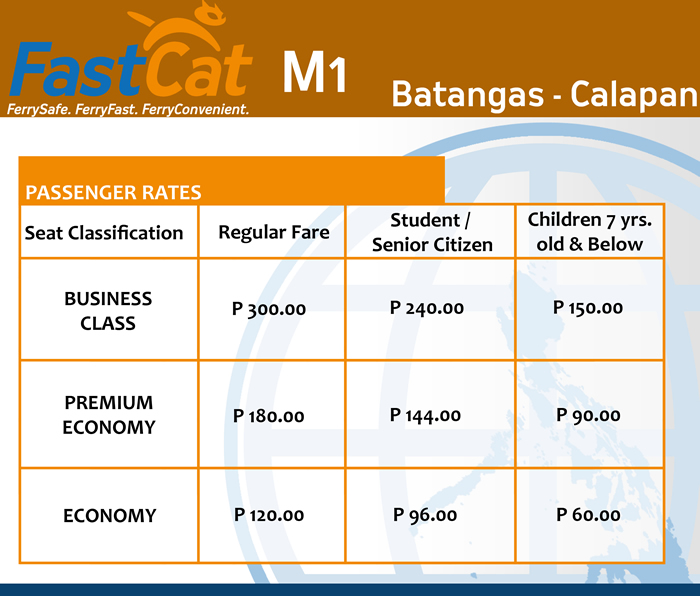 FastCat
FerrySafe. FerryFast. FerryConvenient.
M1
Batangas - Calapan
PASSENGER RATES
Seat Classification
Regular Fare
Student /
Senior Citizen
Children 7 yrs.
old & Below
BUSINESS
CLASS
P 300.00
P 240.00
P 150.00
PREMIUM
ECONOMY
P 180.00
P 144.00
P 90.00
ECONOMY
P 120.00
P 96.00
P 60.00